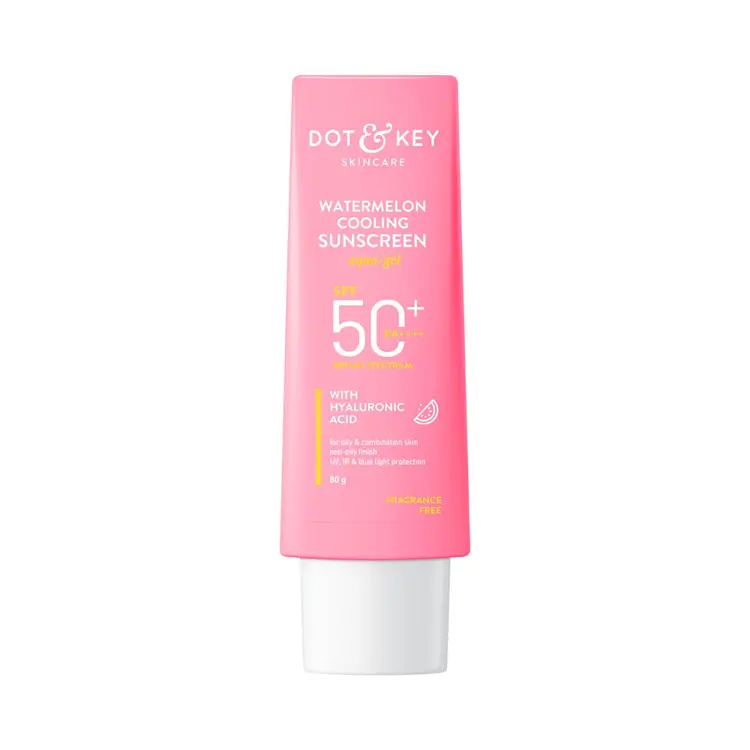 DOT & KEY
SKINCARE
WATERMELON
COOLING
SUNSCREEN
aqua-gel
SPF
50+
PA++++
BROAD SPECTRUM
WITH
HYALURONIC
ACID
for oily & combination skin
non-oily finish
UV, IR & blue light protection
80 g
FRAGRANCE
FREE